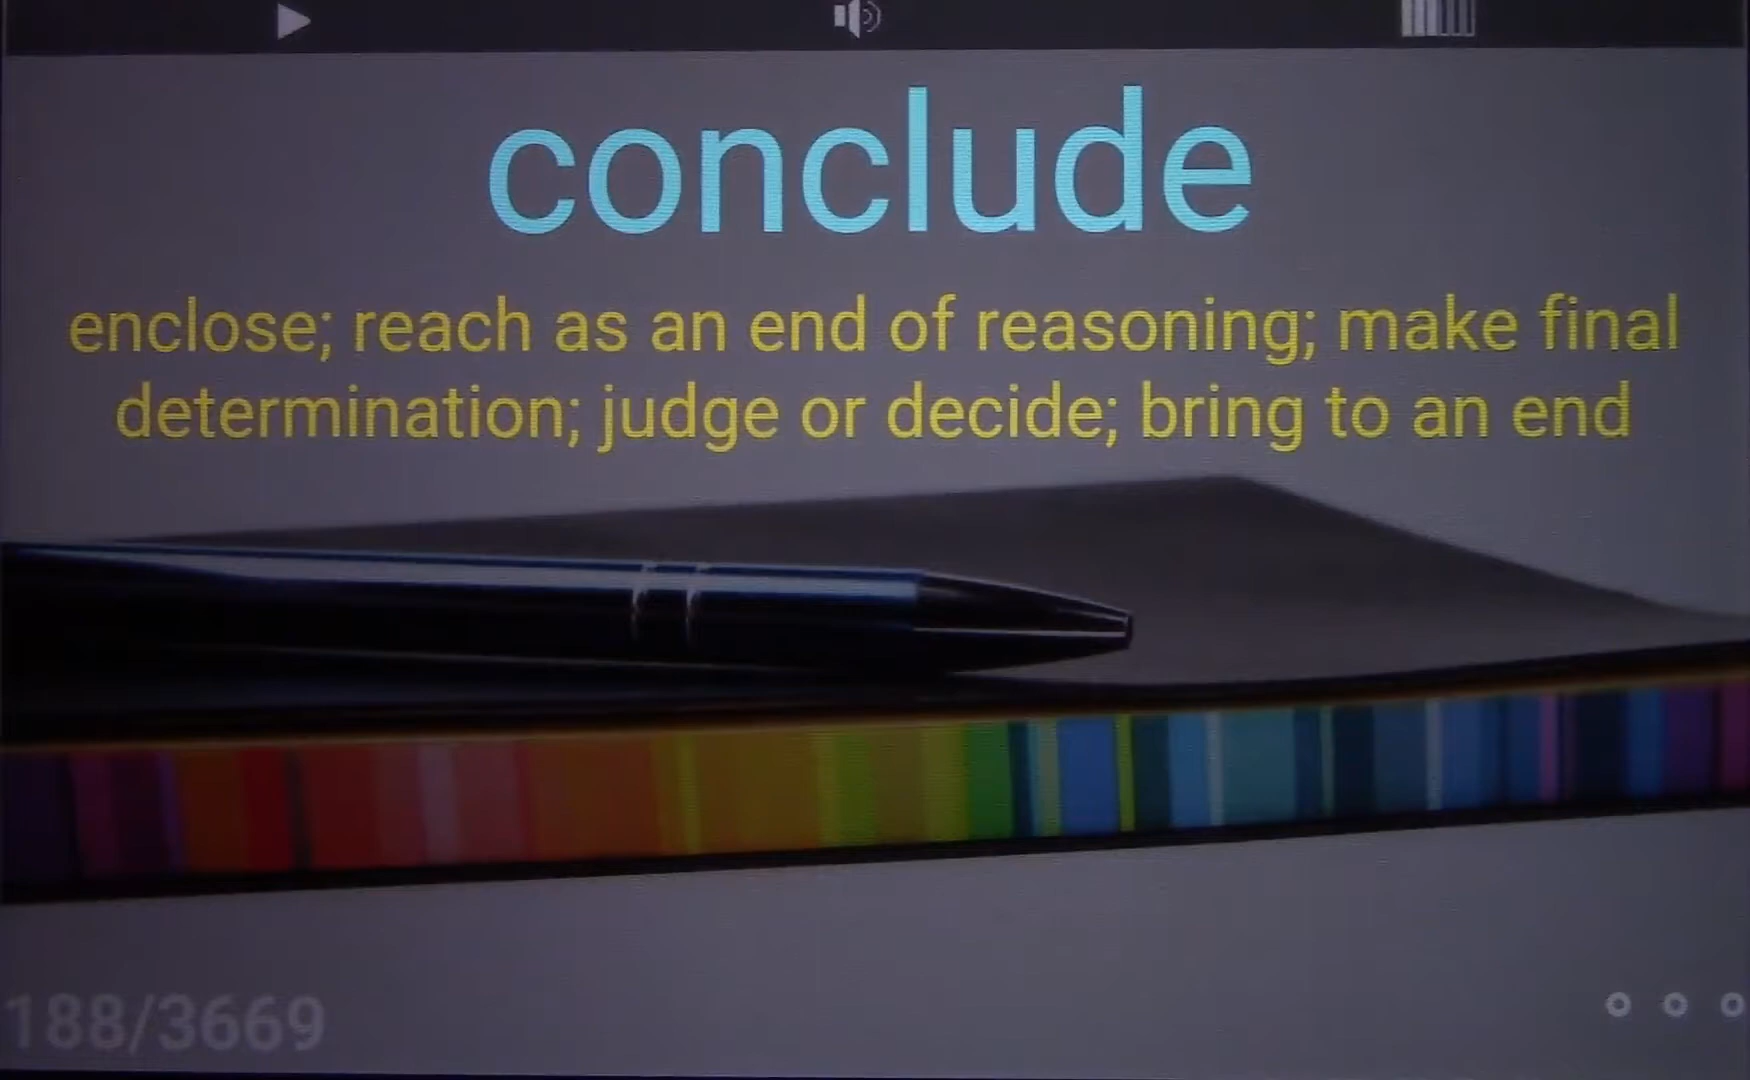 conclude
enclose; reach as an end of reasoning; make final
determination; judge or decide; bring to an end
188/3669